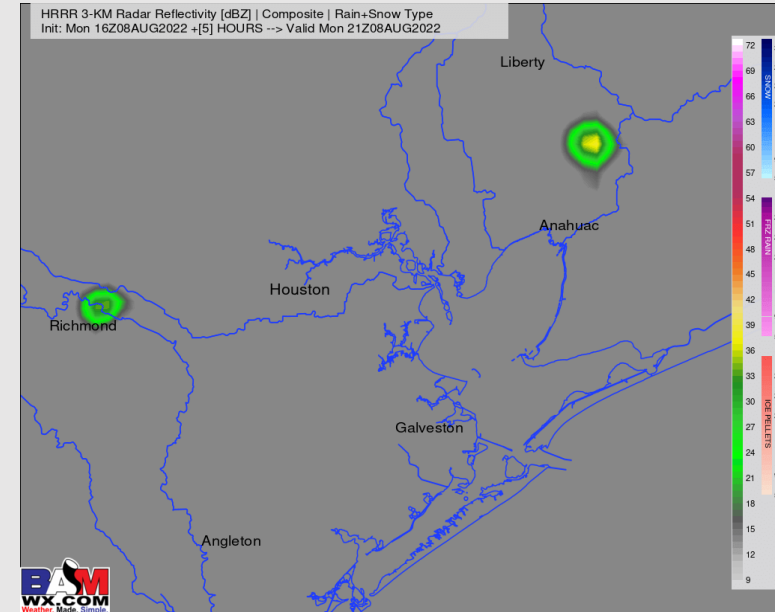 HRRR 3-KM Radar Reflectivity [dBZ] | Composite | Rain+Snow Type
Init: Mon 16Z08AUG2022 +[5] HOURS --> Valid Mon 21Z08AUG2022
Liberty
Anahuac
Houston
Richmond
Galveston
Angleton
72
69
66
63
60
57
54
51
48
45
42
39
36
33
30
27
24
21
18
15
12
9
SNOW
FRZ RAIN
ICE PELLETS
BAM
WX.COM
Weather. Made. Simple.